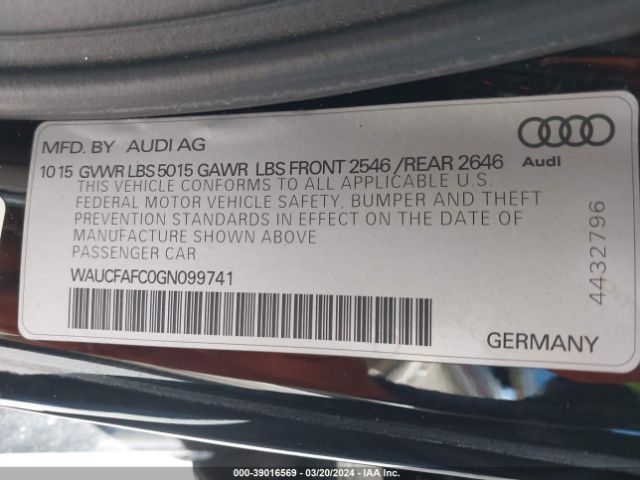 MFD. BY AUDI AG
10 15 GVWR LBS 5015 GAWR LBS FRONT 2546 / REAR 2646
Audi
THIS VEHICLE CONFORMS TO ALL APPLICABLE U.S.
FEDERAL MOTOR VEHICLE SAFETY, BUMPER AND THEFT
PREVENTION STANDARDS IN EFFECT ON THE DATE OF
MANUFACTURE SHOWN ABOVE
PASSENGER CAR
WAUCFAFC0GN099741
4432796
GERMANY
000-39016569 — 03/20/2024 — IAA Inc.